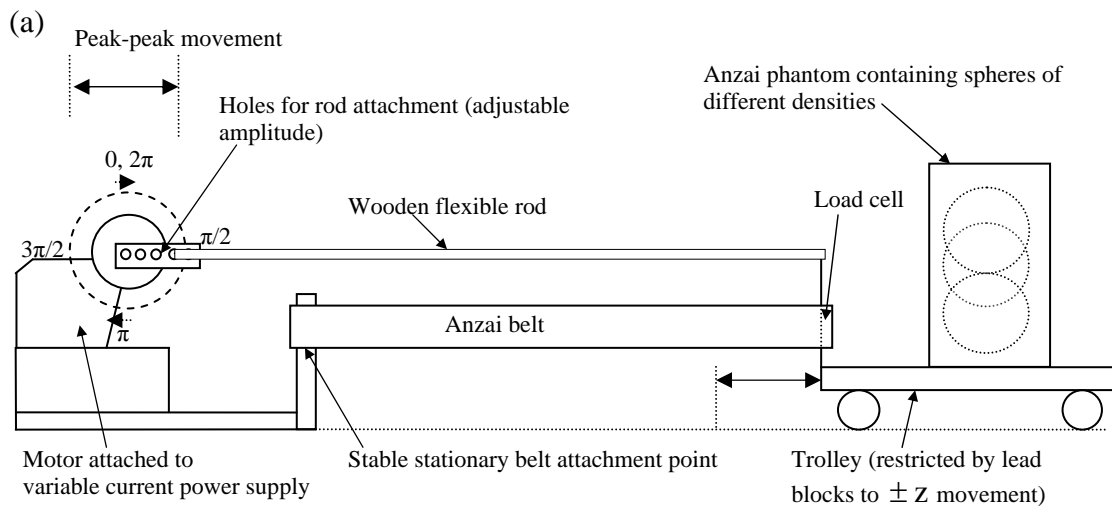 (a)
Peak-peak movement
Anzai phantom containing spheres of
different densities
Holes for rod attachment (adjustable
amplitude)
0, 2π
Load cell
Wooden flexible rod
π/2
3π/2
Anzai belt
π
Motor attached to
variable current power supply
Stable stationary belt attachment point
Trolley (restricted by lead
blocks to ± z movement)